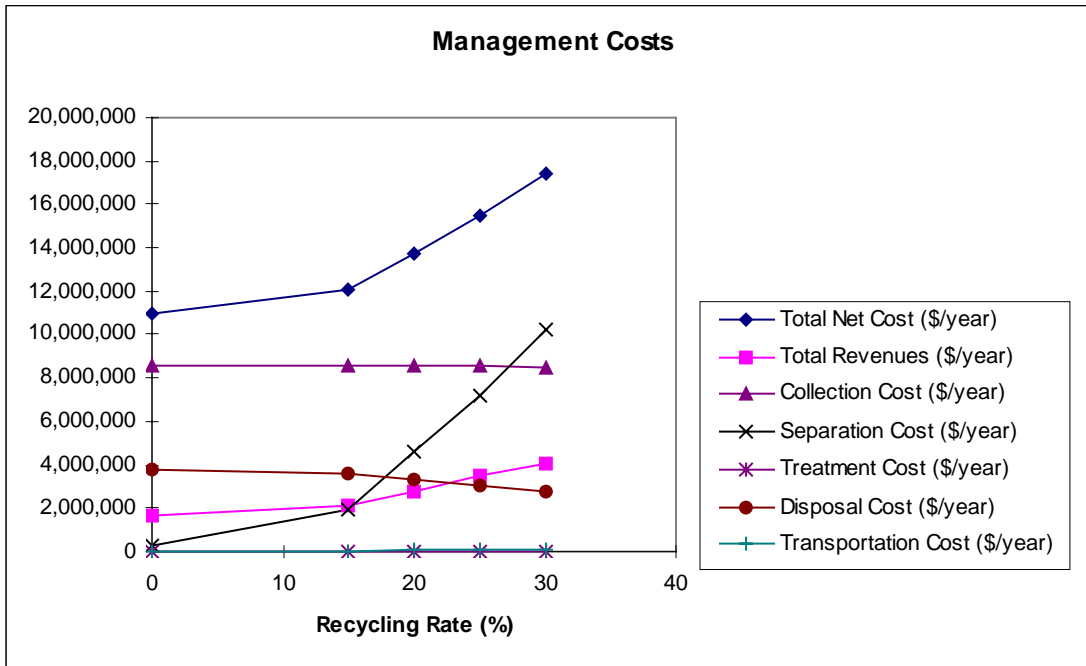 Management Costs
20,000,000
18,000,000
16,000,000
14,000,000
12,000,000
10,000,000
8,000,000
6,000,000
4,000,000
2,000,000
0
0 10 20 30 40
Recycling Rate (%)
Total Net Cost ($/year)
Total Revenues ($/year)
Collection Cost ($/year)
Separation Cost ($/year)
Treatment Cost ($/year)
Disposal Cost ($/year)
Transportation Cost ($/year)